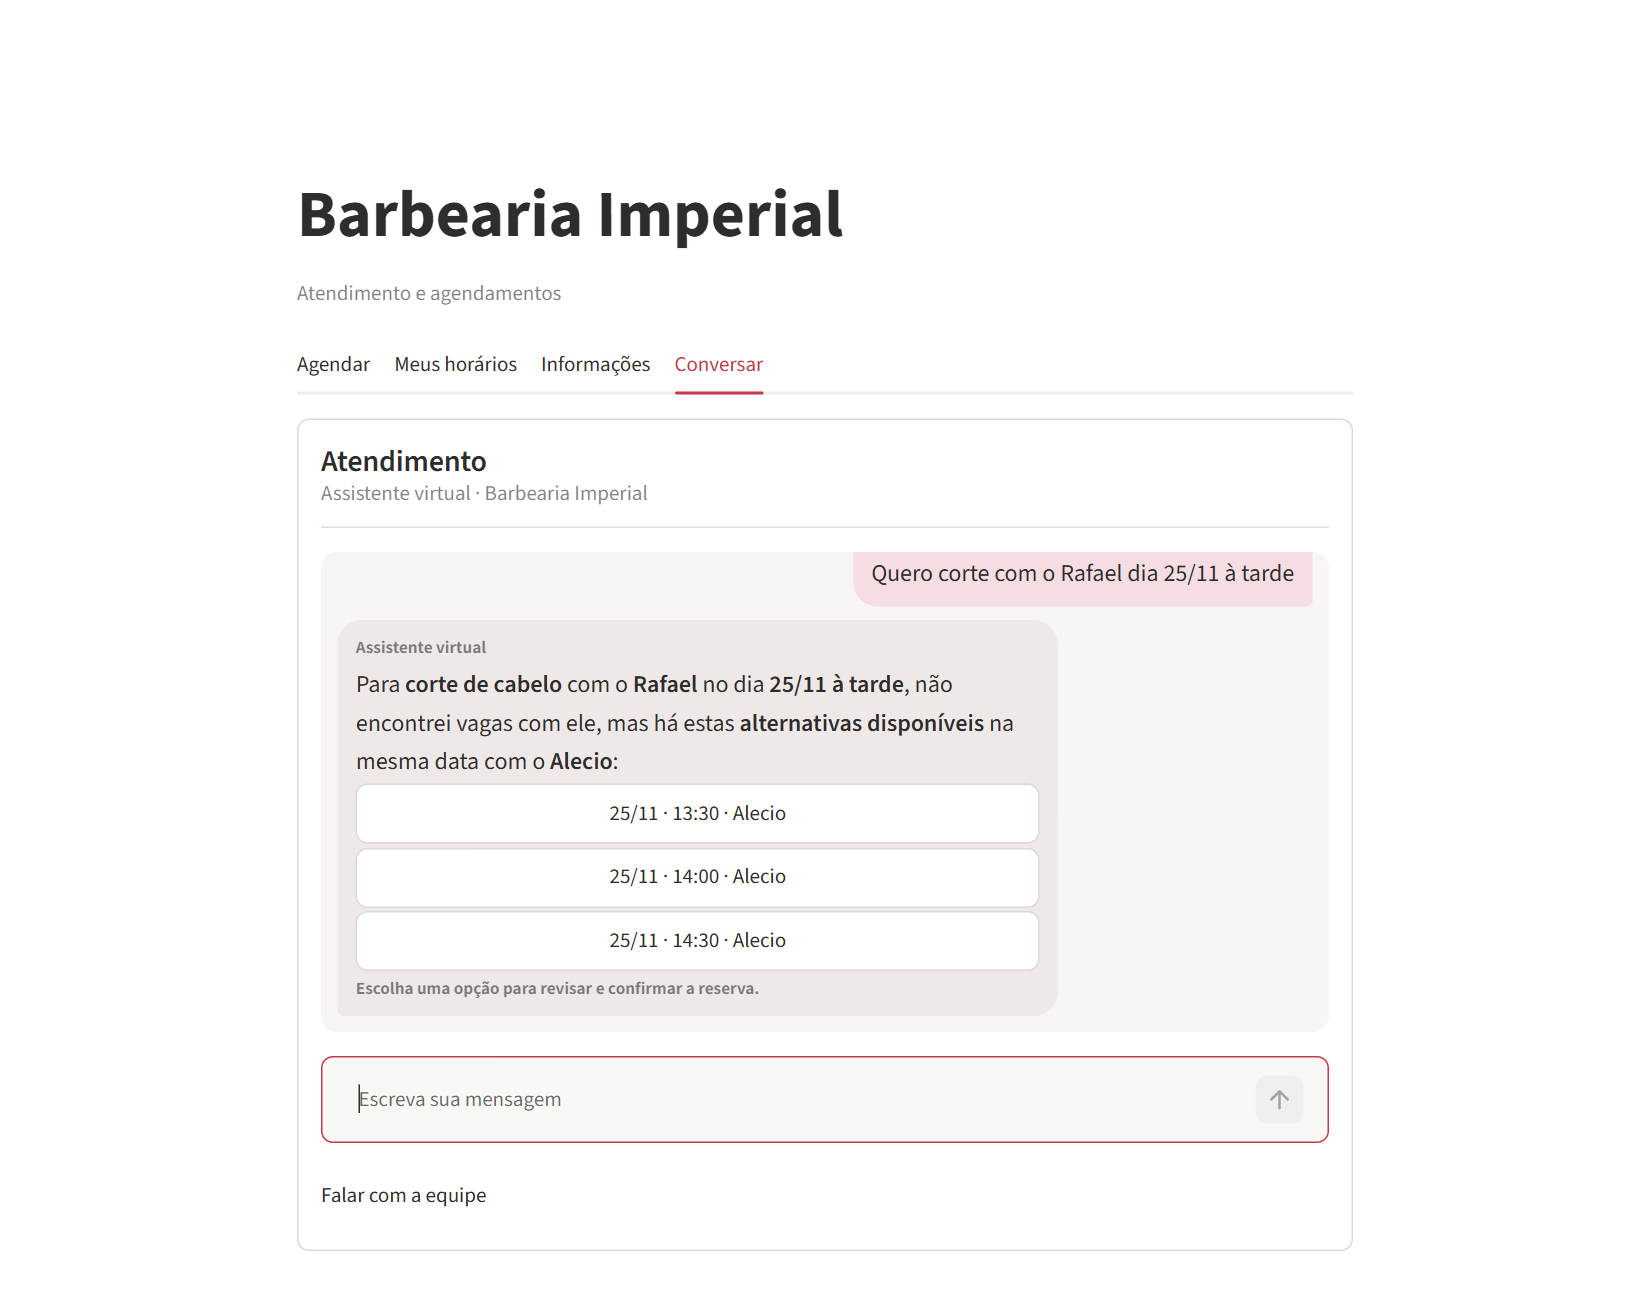 Barbearia Imperial
Atendimento e agendamentos
Agendar Meus horários Informações Conversar
Atendimento
Assistente virtual · Barbearia Imperial
Quero corte com o Rafael dia 25/11 à tarde
Assistente virtual
Para corte de cabelo com o Rafael no dia 25/11 à tarde, não
encontrei vagas com ele, mas há estas alternativas disponíveis na
mesma data com o Alecio:
25/11 · 13:30 · Alecio
25/11 · 14:00 · Alecio
25/11 · 14:30 · Alecio
Escolha uma opção para revisar e confirmar a reserva.
Escreva sua mensagem
Falar com a equipe